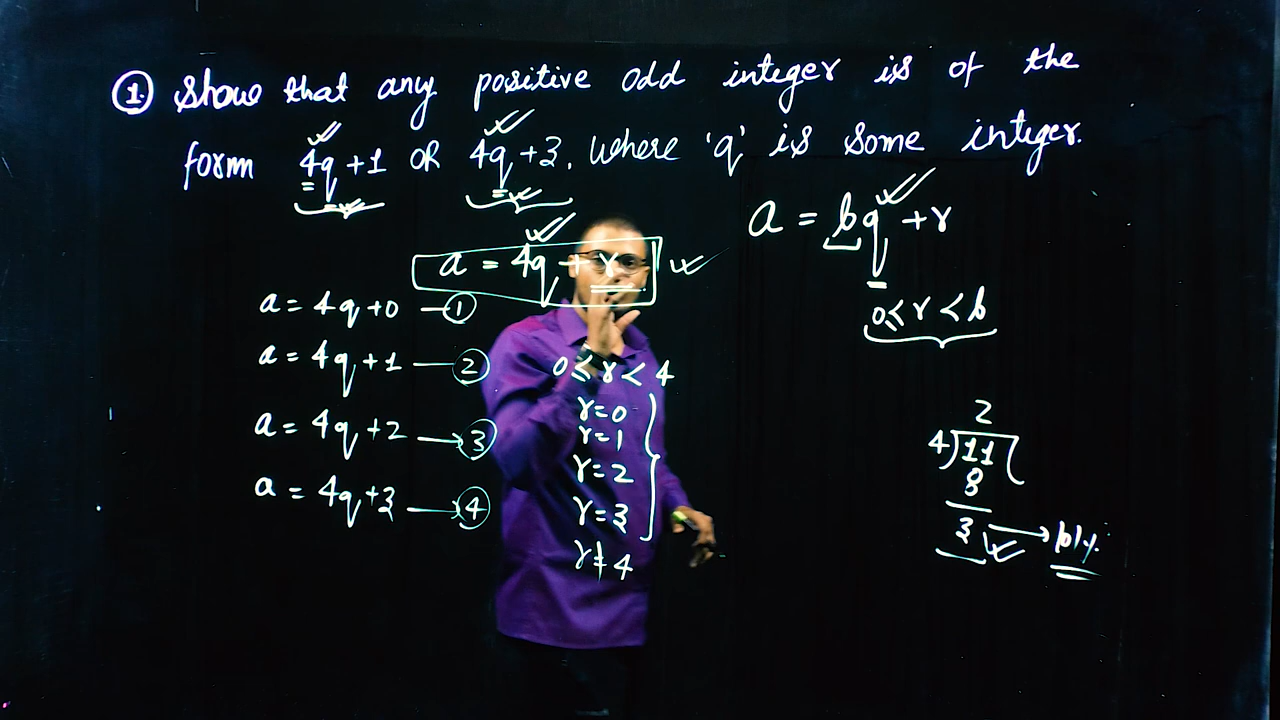 ① Show that any positive odd integer is of the
form 4q+1 OR 4q+3, where 'q' is some integer.
a = bq + r
0 ≤ r < b
a = 4q + r
a = 4q+0 — ①
a = 4q+1 — ②
a = 4q+2 → ③
a = 4q+3 → ④
0 ≤ r < 4
r=0
r=1
r=2
r=3
r≠4
2
4)11(
8
3 →